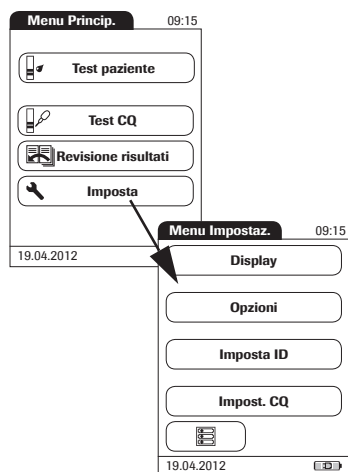 Menu Princip. 09:15
Test paziente
Test CQ
Revisione risultati
Imposta
19.04.2012
Menu Impostaz. 09:15
Display
Opzioni
Imposta ID
Impost. CQ
19.04.2012